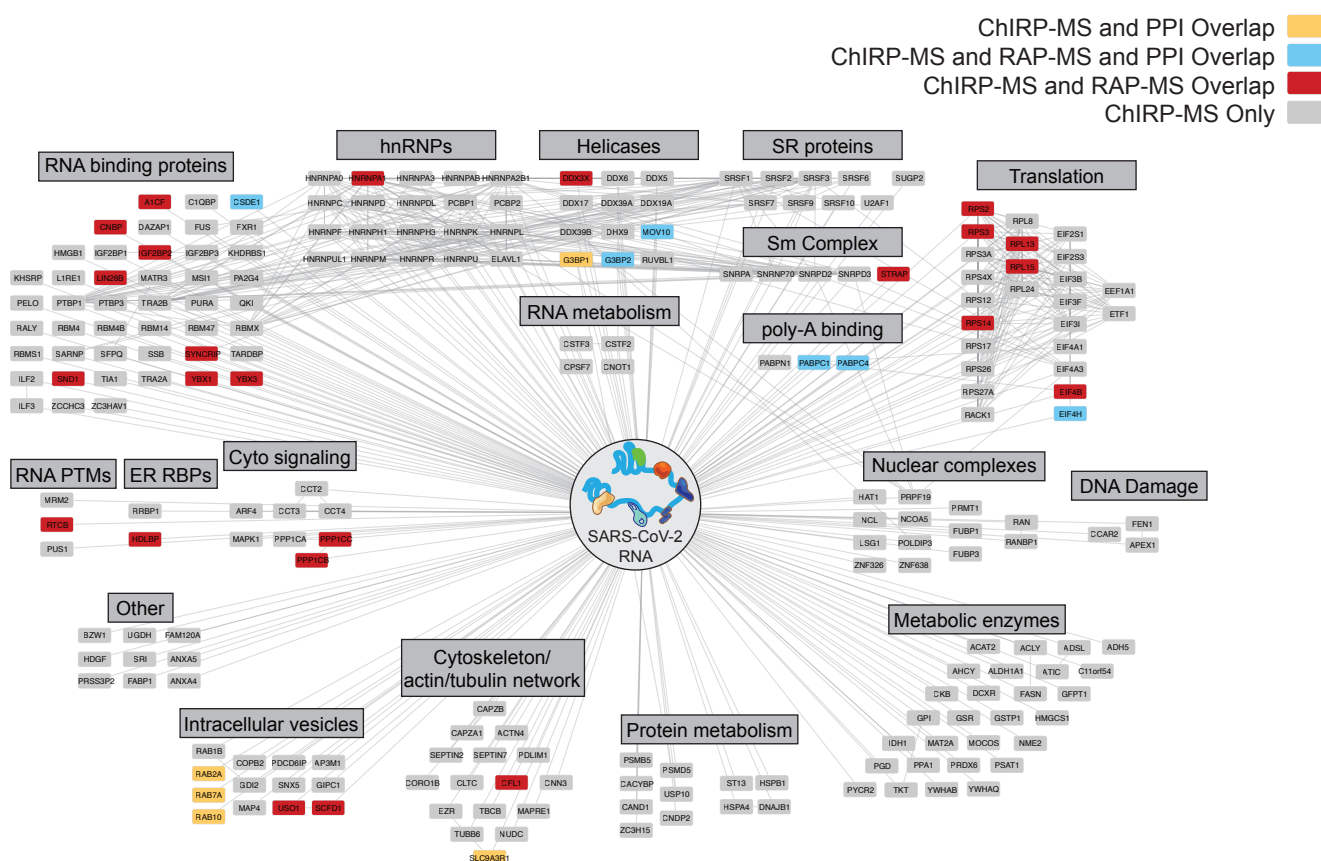 ChIRP-MS and PPI Overlap
ChIRP-MS and RAP-MS and PPI Overlap
ChIRP-MS and RAP-MS Overlap
ChIRP-MS Only
RNA binding proteins
A1CF C1QBP CSDE1
CNBP DAZAP1 FUS FXR1
HMGB1 IGF2BP1 IGF2BP2 IGF2BP3 KHDRBS1
KHSRP L1RE1 LIN28B MATR3 MSI1 PA2G4
PELO PTBP1 PTBP3 TRA2B PURA QKI
RALY RBM4 RBM4B RBM14 RBM47 RBMX
RBMS1 SARNP SFPQ SSB SYNCRIP TARDBP
ILF2 SND1 TIA1 TRA2A YBX1 YBX3
ILF3 ZCCHC3 ZC3HAV1
hnRNPs
HNRNPA0 HNRNPA1 HNRNPA3 HNRNPAB HNRNPA2B1
HNRNPC HNRNPD HNRNPDL PCBP1 PCBP2
HNRNPF HNRNPH1 HNRNPH3 HNRNPK HNRNPL
HNRNPUL1 HNRNPM HNRNPR HNRNPU ELAVL1
Helicases
DDX3X DDX6 DDX5
DDX17 DDX39A DDX19A
DDX39B DHX9 MOV10
G3BP1 G3BP2 RUVBL1
SR proteins
SRSF1 SRSF2 SRSF3 SRSF6 SUGP2
SRSF7 SRSF9 SRSF10 U2AF1
Sm Complex
SNRPA SNRNP70 SNRPD2 SNRPD3 STRAP
RNA metabolism
CSTF3 CSTF2
CPSF7 CNOT1
poly-A binding
PABPN1 PABPC1 PABPC4
Translation
RPS2
RPS3
RPS3A
RPS4X
RPS12
RPS14
RPS17
RPS26
RPS27A
RACK1
RPL8
RPL13
RPL15
RPL24
EIF2S1
EIF2S3
EIF3B
EIF3F
EIF3I
EIF4A1
EIF4A3
EIF4B
EIF4H
EEF1A1
ETF1
RNA PTMs
MRM2
RTCB
PUS1
ER RBPs
RRBP1
HDLBP
Cyto signaling
CCT2
ARF4 CCT3 CCT4
MAPK1 PPP1CA PPP1CC
PPP1CB
SARS-CoV-2
RNA
Nuclear complexes
HAT1 PRPF19
NCL NCOA5 PRMT1
LSG1 POLDIP3 FUBP1 RAN
ZNF326 ZNF638 FUBP3 RANBP1
DNA Damage
CCAR2 FEN1
APEX1
Other
BZW1 UGDH FAM120A
HDGF SRI ANXA5
PRSS3P2 FABP1 ANXA4
Intracellular vesicles
RAB1B
RAB2A
RAB7A
RAB10
COPB2 PDCD6IP AP3M1
GDI2 SNX5 GIPC1
MAP4 USO1 SCFD1
Cytoskeleton/
actin/tubulin network
CAPZB
CAPZA1 ACTN4
SEPTIN2 SEPTIN7 PDLIM1
CORO1B CLTC CFL1 CNN3
EZR TBCB MAPRE1
TUBB6 NUDC
SLC9A3R1
Protein metabolism
PSMB5
CACYBP
CAND1
ZC3H15
PSMD5
USP10
CNDP2
ST13 HSPB1
HSPA4 DNAJB1
Metabolic enzymes
ACAT2 ACLY ADSL ADH5
AHCY ALDH1A1 ATIC C11orf54
CKB DCXR FASN GFPT1
GPI GSR GSTP1 HMGCS1
IDH1 MAT2A MOCOS NME2
PGD PPA1 PRDX6 PSAT1
PYCR2 TKT YWHAB YWHAQ